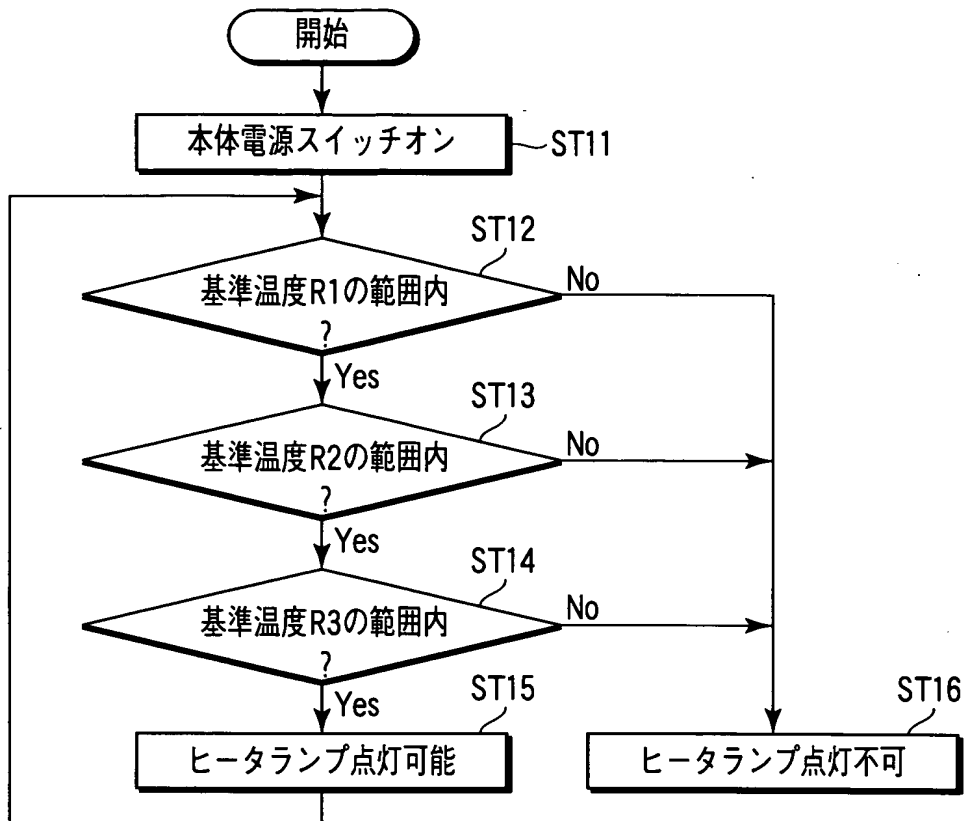 開始
本体電源スイッチオン
ST11
ST12
基準温度R1の範囲内
?
No
Yes
ST13
基準温度R2の範囲内
?
No
Yes
ST14
基準温度R3の範囲内
?
No
Yes
ST15
ヒータランプ点灯可能
ST16
ヒータランプ点灯不可